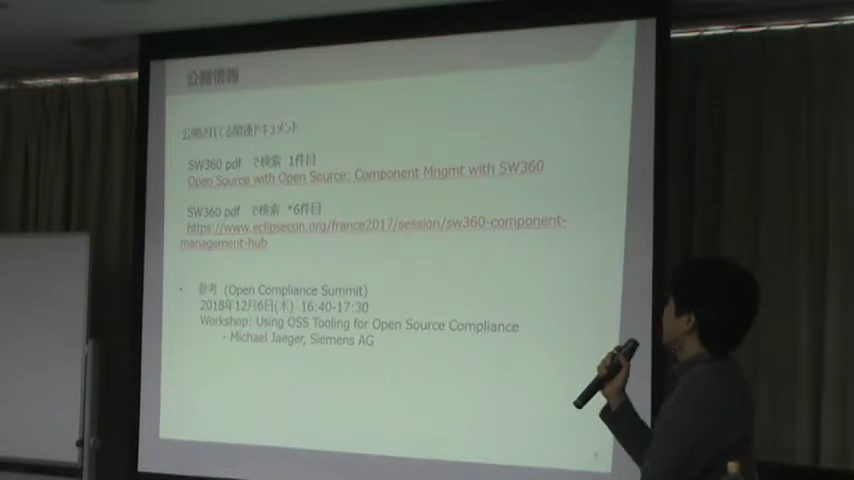 公開情報
公開されてる関連ドキュメント
SW360 pdf で検索 1件目
Open Source with Open Source: Component Mngmt with SW360
SW360 pdf で検索 *6件目
https://www.eclipsecon.org/france2017/session/sw360-component-
management-hub
• 参考 (Open Compliance Summit)
2018年12月6日(木) 16:40-17:30
Workshop: Using OSS Tooling for Open Source Compliance
- Michael Jaeger, Siemens AG